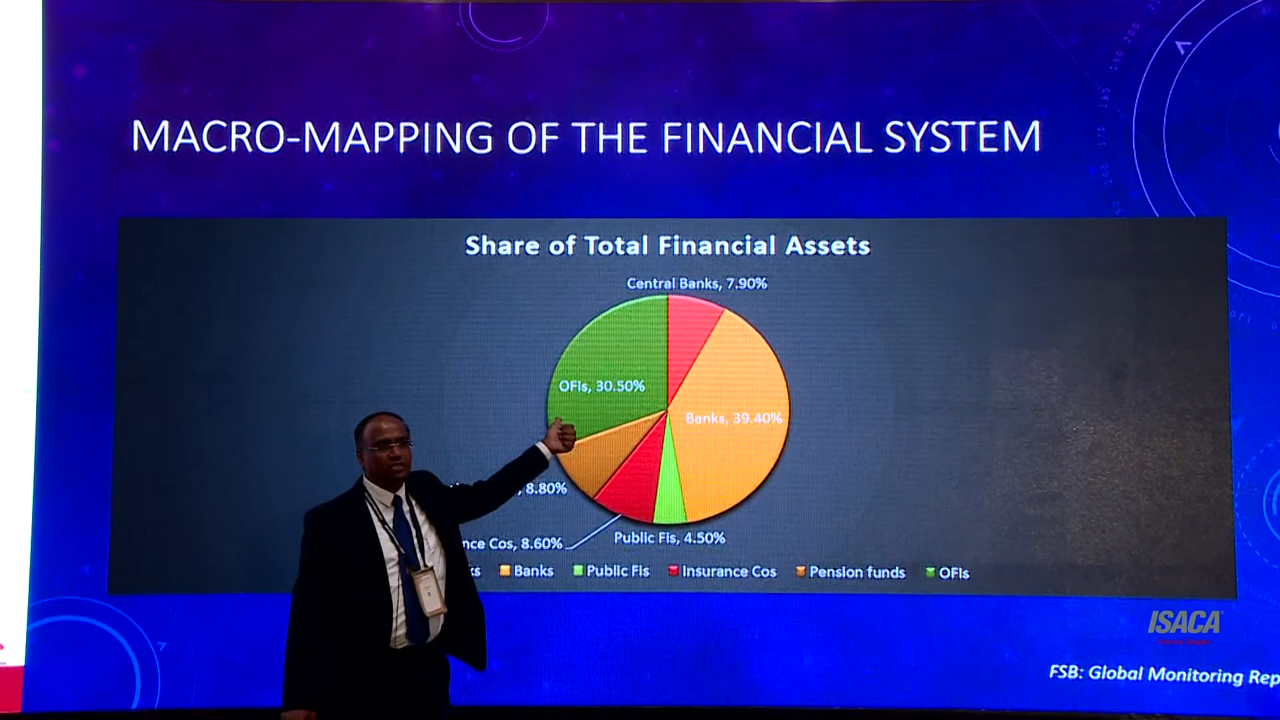 MACRO-MAPPING OF THE FINANCIAL SYSTEM
Share of Total Financial Assets
Central Banks, 7.90%
OFIs, 30.50%
Banks, 39.40%
, 8.80%
nce Cos, 8.60%
Public Fis, 4.50%
ks Banks Public Fis Insurance Cos Pension funds OFIs
ISACA
FSB: Global Monitoring Rep